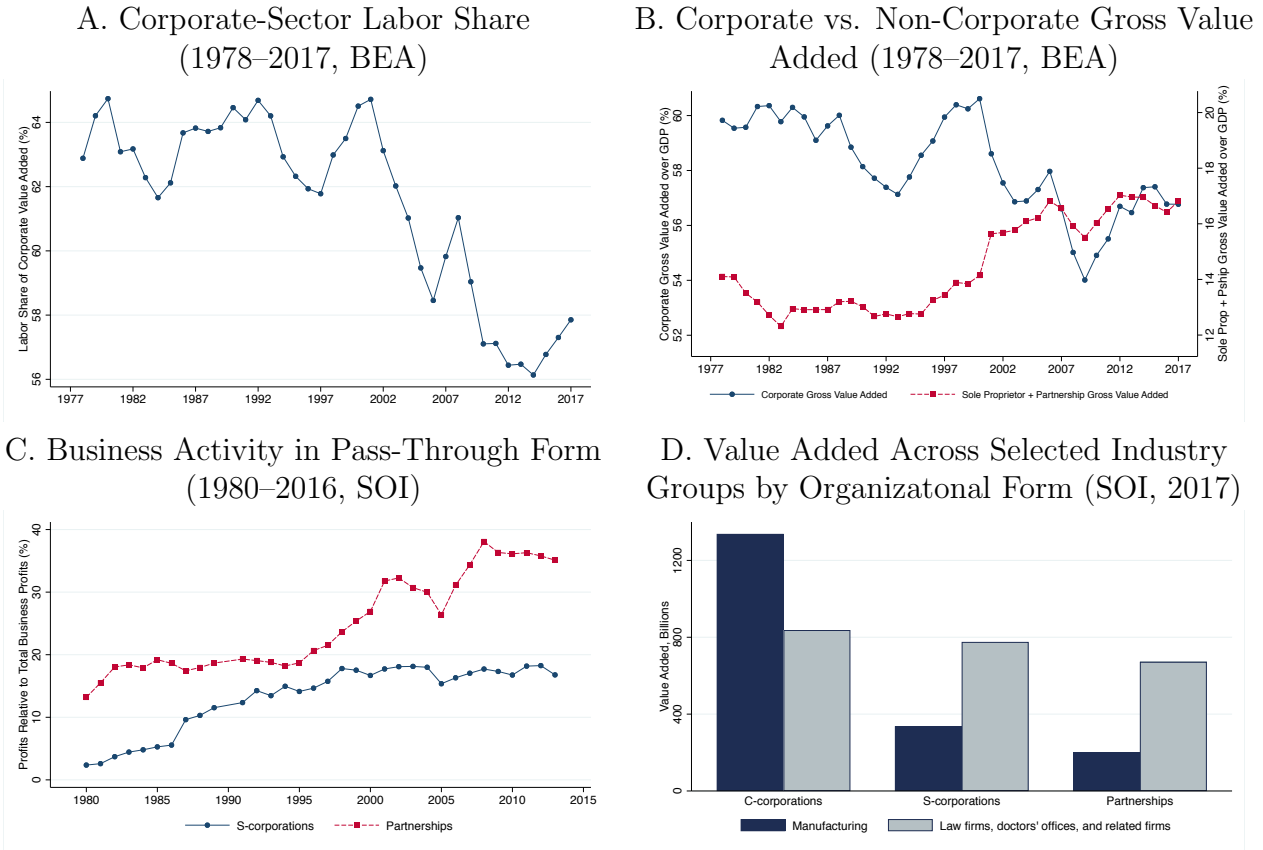 A. Corporate-Sector Labor Share
(1978–2017, BEA)
Labor Share of Corporate Value Added (%)
64
62
60
58
56
1977 1982 1987 1992 1997 2002 2007 2012 2017
B. Corporate vs. Non-Corporate Gross Value
Added (1978–2017, BEA)
Corporate Gross Value Added over GDP (%)
60
58
56
54
52
20
18
16
14
12
Sole Prop + Pship Gross Value Added over GDP (%)
1977 1982 1987 1992 1997 2002 2007 2012 2017
Corporate Gross Value Added
Sole Proprietor + Partnership Gross Value Added
C. Business Activity in Pass-Through Form
(1980–2016, SOI)
Profits Relative to Total Business Profits (%)
40
30
20
10
0
1980 1985 1990 1995 2000 2005 2010 2015
S-corporations
Partnerships
D. Value Added Across Selected Industry
Groups by Organizatonal Form (SOI, 2017)
Value Added, Billions
1200
800
400
0
C-corporations S-corporations Partnerships
Manufacturing
Law firms, doctors' offices, and related firms